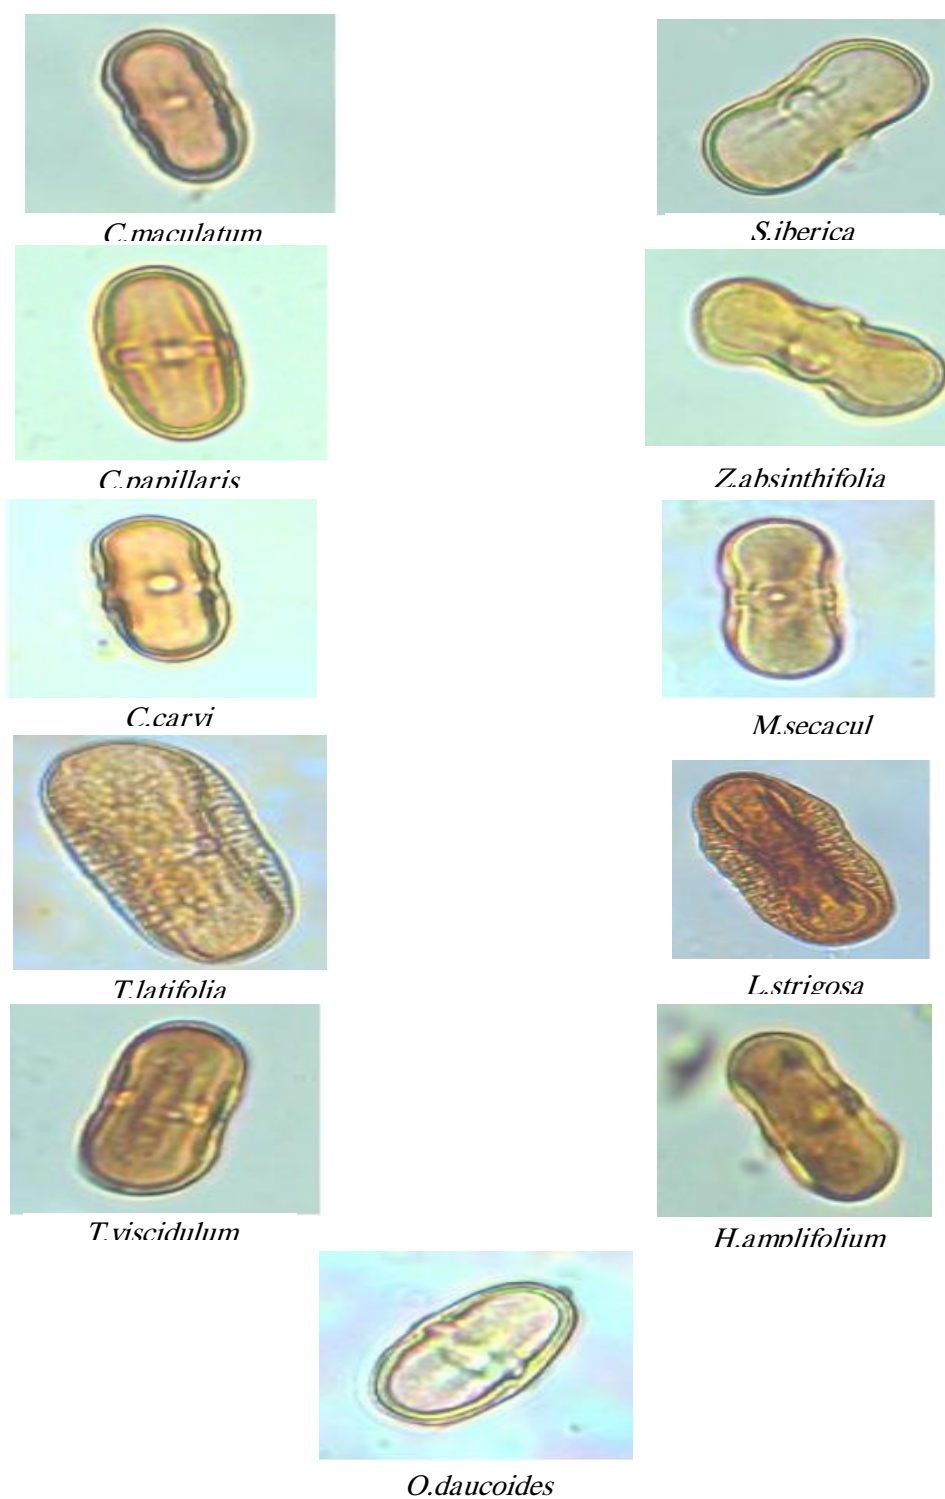 C.maculatum
S.iberica
C.papillaris
Z.absinthifolia
C.carvi
M.secacul
T.latifolia
L.strigosa
T.viscidulum
H.amplifolium
O.daucoides